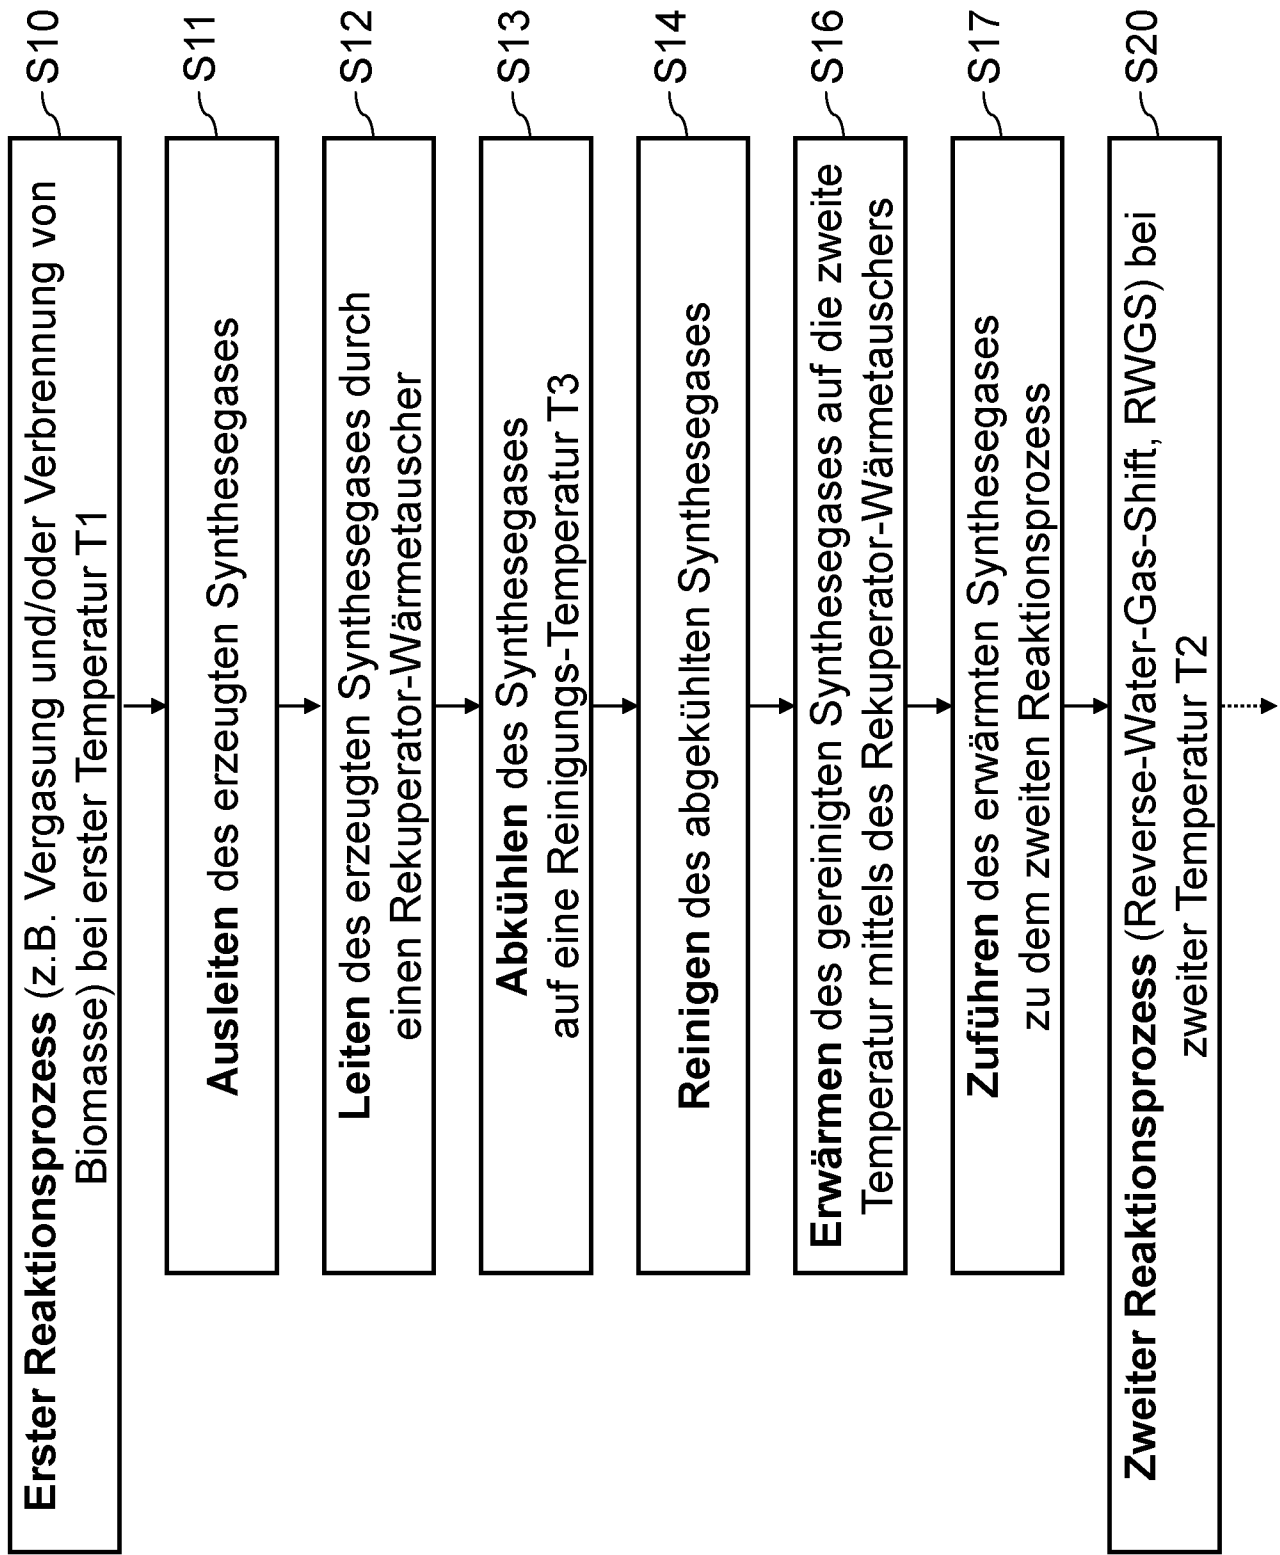 Erster Reaktionsprozess (z.B. Vergasung und/oder Verbrennung von
Biomasse) bei erster Temperatur T1
S10
Ausleiten des erzeugten Synthesegases
S11
Leiten des erzeugten Synthesegases durch
einen Rekuperator-Wärmetauscher
S12
Abkühlen des Synthesegases
auf eine Reinigungs-Temperatur T3
S13
Reinigen des abgekühlten Synthesegases
S14
Erwärmen des gereinigten Synthesegases auf die zweite
Temperatur mittels des Rekuperator-Wärmetauschers
S16
Zuführen des erwärmten Synthesegases
zu dem zweiten Reaktionsprozess
S17
Zweiter Reaktionsprozess (Reverse-Water-Gas-Shift, RWGS) bei
zweiter Temperatur T2
S20